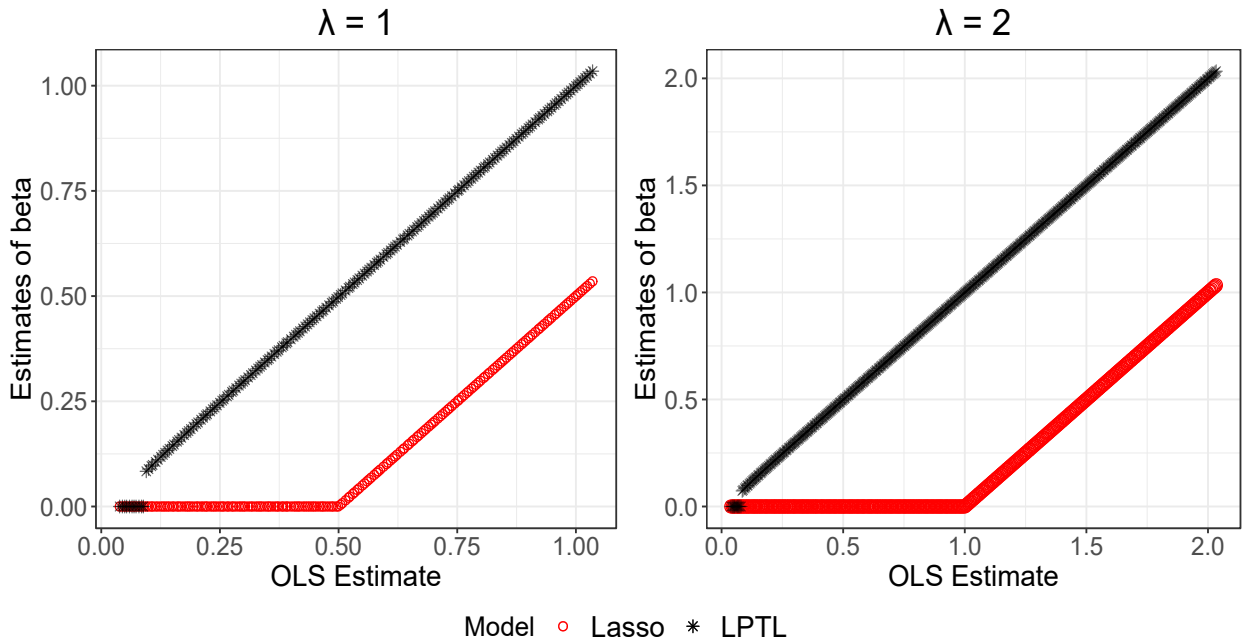 λ = 1
1.00
0.75
0.50
0.25
0.00
Estimates of beta
0.00 0.25 0.50 0.75 1.00
OLS Estimate
λ = 2
2.0
1.5
1.0
0.5
0.0
Estimates of beta
0.0 0.5 1.0 1.5 2.0
OLS Estimate
Model Lasso LPTL